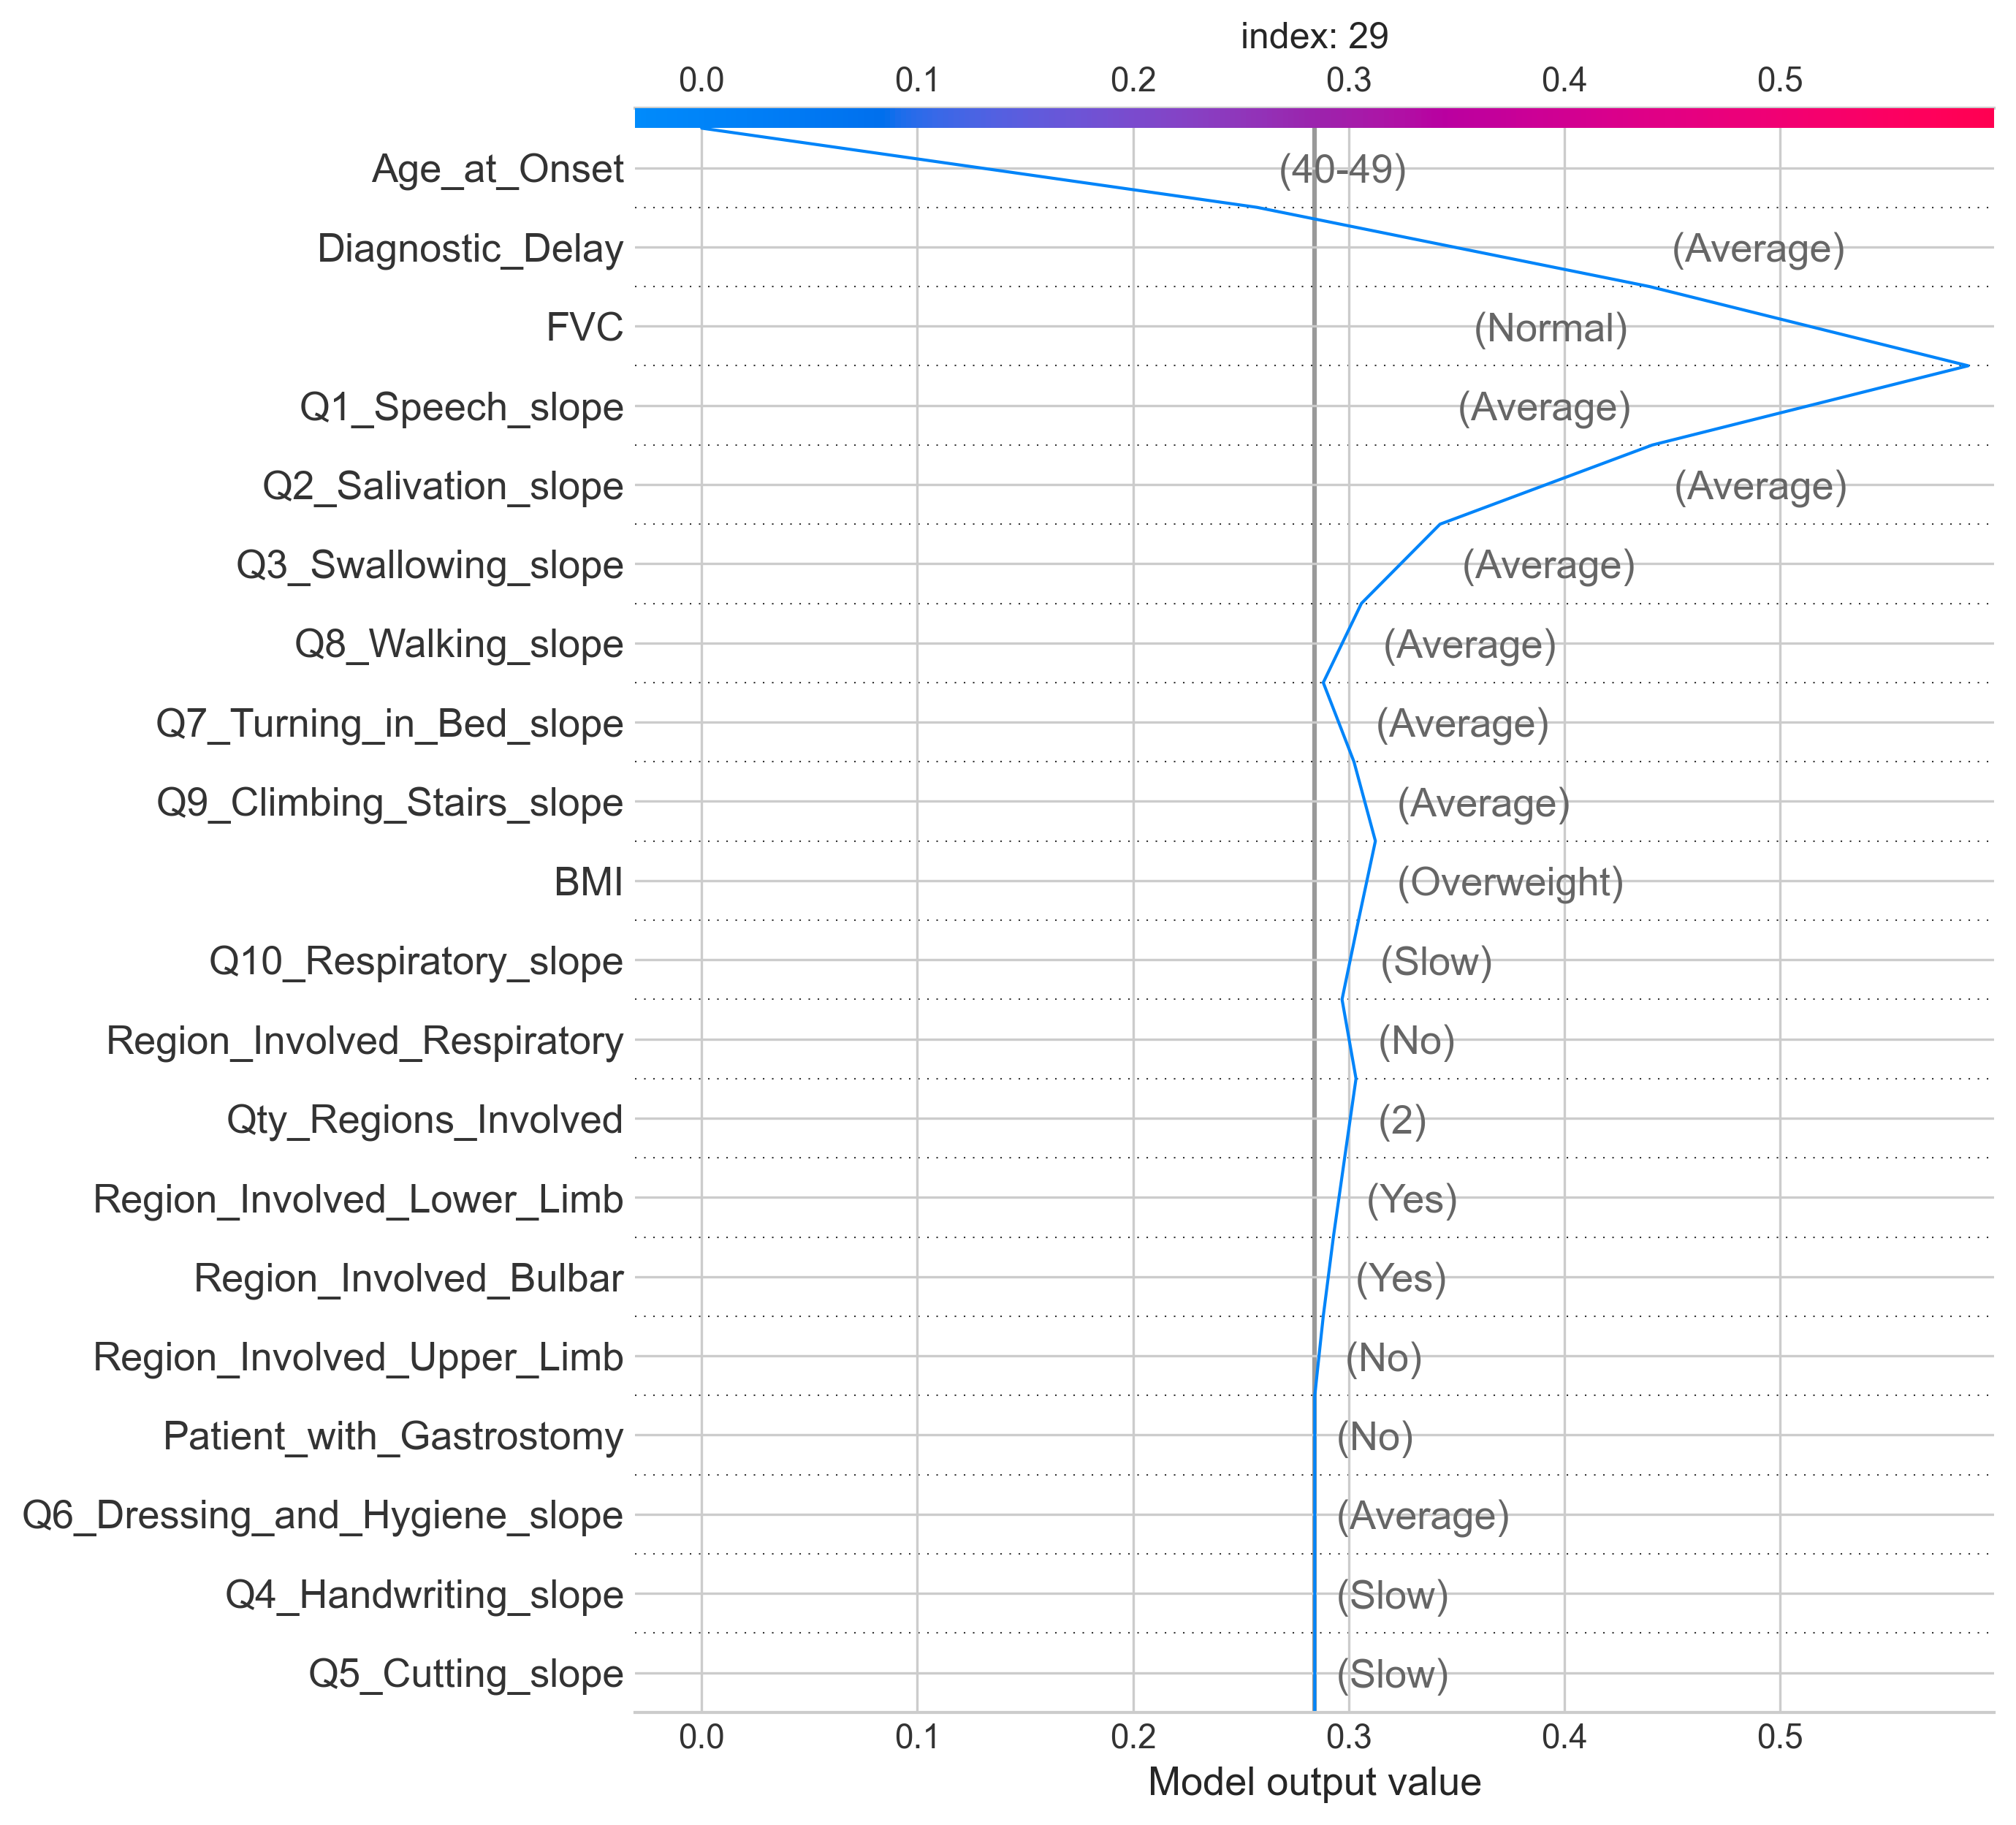 index: 29
0.0 0.1 0.2 0.3 0.4 0.5
Age_at_Onset (40-49)
Diagnostic_Delay (Average)
FVC (Normal)
Q1_Speech_slope (Average)
Q2_Salivation_slope (Average)
Q3_Swallowing_slope (Average)
Q8_Walking_slope (Average)
Q7_Turning_in_Bed_slope (Average)
Q9_Climbing_Stairs_slope (Average)
BMI (Overweight)
Q10_Respiratory_slope (Slow)
Region_Involved_Respiratory (No)
Qty_Regions_Involved (2)
Region_Involved_Lower_Limb (Yes)
Region_Involved_Bulbar (Yes)
Region_Involved_Upper_Limb (No)
Patient_with_Gastrostomy (No)
Q6_Dressing_and_Hygiene_slope (Average)
Q4_Handwriting_slope (Slow)
Q5_Cutting_slope (Slow)
0.0 0.1 0.2 0.3 0.4 0.5
Model output value